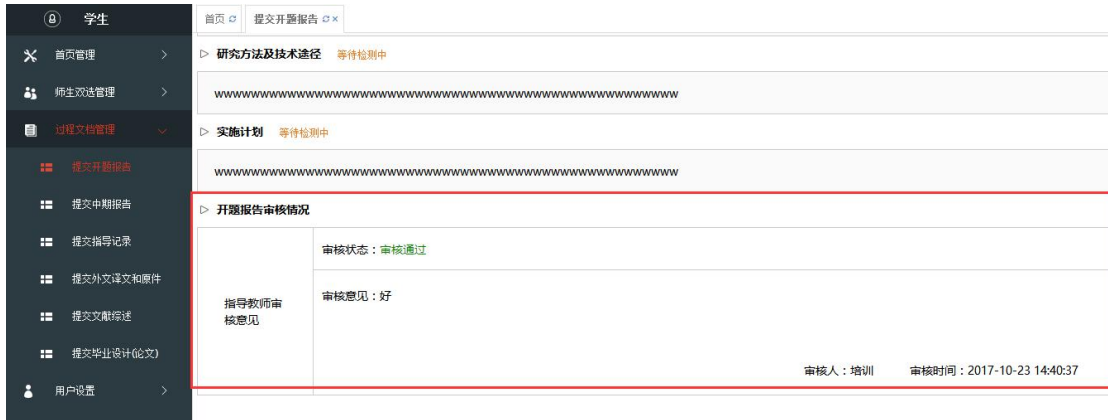 学生
首页
提交开题报告
首页管理
师生双选管理
过程文档管理
提交开题报告
提交中期报告
提交指导记录
提交外文译文和原件
提交文献综述
提交毕业设计(论文)
用户设置
研究方法及技术途径 等待检测中
wwwwwwwwwwwwwwwwwwwwwwwwwwwwwwwwwwwwwwwwwwwwwwwwwww
实施计划 等待检测中
wwwwwwwwwwwwwwwwwwwwwwwwwwwwwwwwwwwwwwwwwwwwwwwwwww
开题报告审核情况
指导教师审
核意见
审核状态：审核通过
审核意见：好
审核人：培训 审核时间：2017-10-23 14:40:37